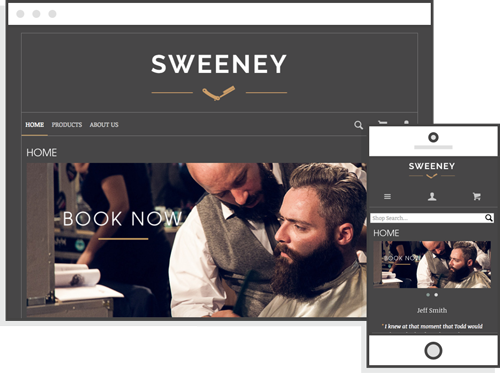 SWEENEY
HOME PRODUCTS ABOUT US
HOME
BOOK NOW
SWEENEY
Shop Search...
HOME
BOOK NOW
Jeff Smith
" I knew at that moment that Todd would